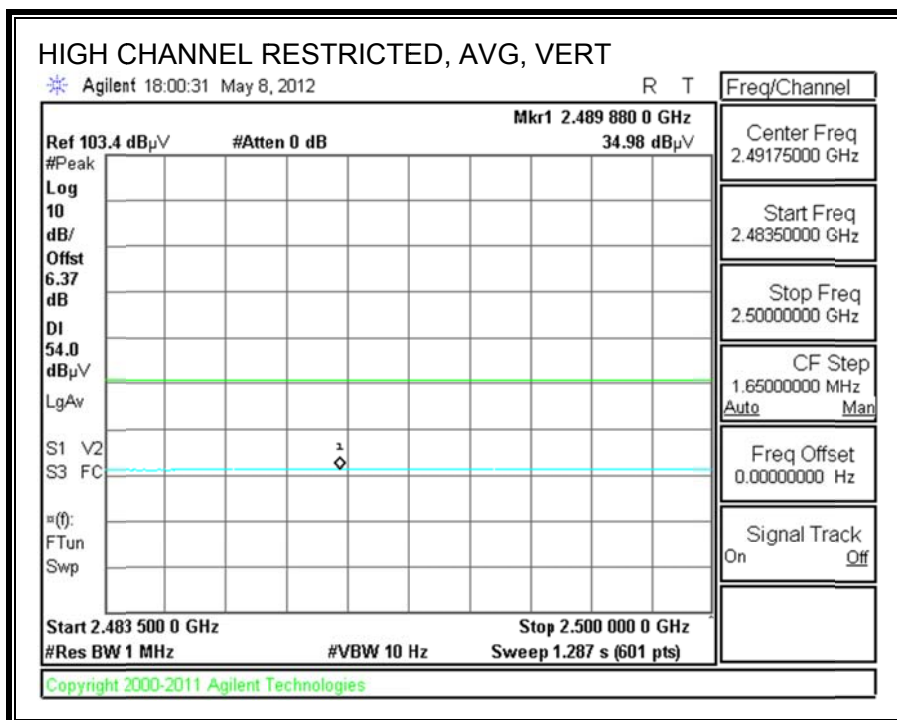 HIGH CHANNEL RESTRICTED, AVG, VERT
Agilent 18:00:31 May 8, 2012 R T
Mkr1 2.489 880 0 GHz
Ref 103.4 dBµV #Atten 0 dB 34.98 dBµV
#Peak
Log
10
dB/
Offst
6.37
dB
DI
54.0
dBµV
LgAv
S1 V2
S3 FC
¤(f):
FTun
Swp
1
Start 2.483 500 0 GHz Stop 2.500 000 0 GHz
#Res BW 1 MHz #VBW 10 Hz Sweep 1.287 s (601 pts)
Copyright 2000-2011 Agilent Technologies
Freq/Channel
Center Freq
2.49175000 GHz
Start Freq
2.48350000 GHz
Stop Freq
2.50000000 GHz
CF Step
1.65000000 MHz
Auto Man
Freq Offset
0.00000000 Hz
Signal Track
On Off